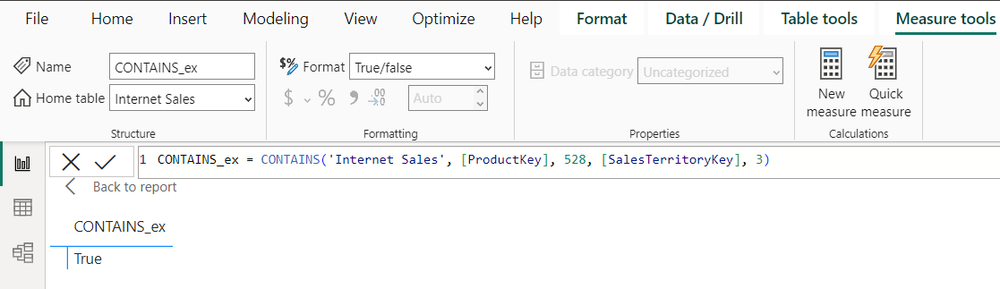 File Home Insert Modeling View Optimize Help Format Data / Drill Table tools Measure tools
Name CONTAINS_ex
Home table Internet Sales
Structure
$% Format True/false
$ % 9 .00 →.0 Auto
Formatting
Data category Uncategorized
Properties
New measure
Quick measure
Calculations
1 CONTAINS_ex = CONTAINS('Internet Sales', [ProductKey], 528, [SalesTerritoryKey], 3)
Back to report
CONTAINS_ex
True